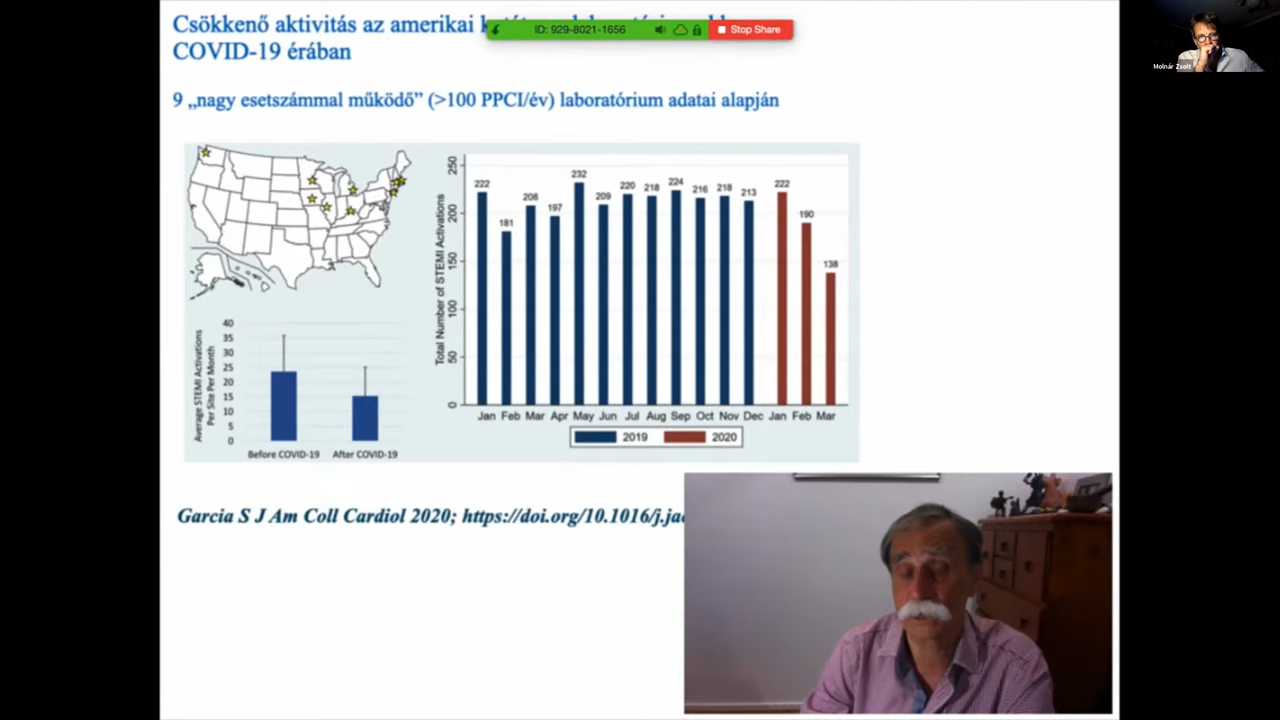 Csökkenő aktivitás az amerikai
COVID-19 érában
ID: 929-8021-1656
Stop Share
Molnár Zsolt
9 „nagy esetszámmal működő” (>100 PPCI/év) laboratórium adatai alapján
Average STEMI Activations
Per Site Per Month
40
35
30
25
20
15
10
5
0
Before COVID-19 After COVID-19
Total Number of STEMI Activations
250
200
150
100
50
0
222 181 208 197 232 209 220 218 224 216 218 213 222 190 138
Jan Feb Mar Apr May Jun Jul Aug Sep Oct Nov Dec Jan Feb Mar
2019 2020
Garcia S J Am Coll Cardiol 2020; https://doi.org/10.1016/j.jac